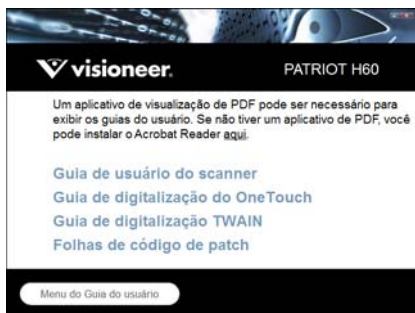 visioneer.
PATRIOT H60
Um aplicativo de visualização de PDF pode ser necessário para
exibir os guias do usuário. Se não tiver um aplicativo de PDF, você
pode instalar o Acrobat Reader aqui.
Guia de usuário do scanner
Guia de digitalização do OneTouch
Guia de digitalização TWAIN
Folhas de código de patch
Menu do Guia do usuário